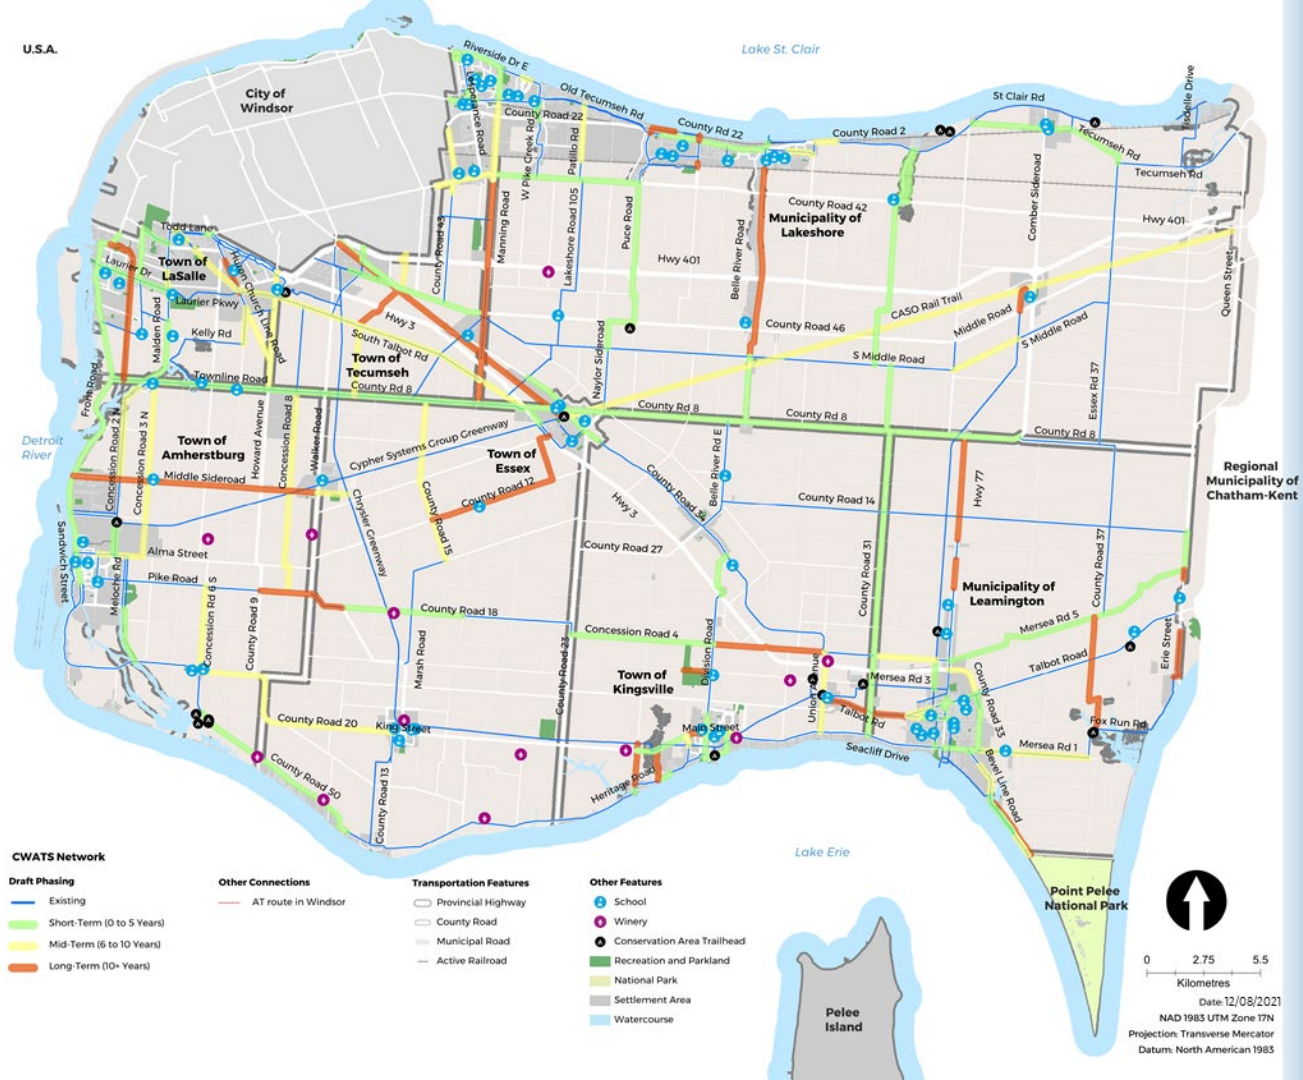 U.S.A.
Lake St. Clair
City of
Windsor
Riverside Dr E
Lesperance Road
Old Tecumseh Rd
County Road 22
County Rd 22
County Road 2
St Clair Rd
Tisdelle Drive
Tecumseh Rd
Tecumseh Rd
W Pike Creek Rd
Patillo Rd
Manning Road
County Road 43
Lakeshore Road 105
Puce Road
Belle River Road
County Road 42
Municipality of
Lakeshore
Comber Sideroad
Hwy 401
Hwy 401
Queen Street
Todd Lane
Town of
LaSalle
Laurier Dr
Laurier Pkwy
Huron Church Line Road
Malden Road
Kelly Rd
Hwy 3
South Talbot Rd
Town of
Tecumseh
County Rd 8
Naylor Sideroad
County Road 46
CASO Rail Trail
Middle Road
S Middle Road
S Middle Road
Essex Rd 37
Townline Road
Front Road
County Rd 8
County Rd 8
County Rd 8
Detroit
River
Concession Road 2 N
Concession Road 3 N
Town of
Amherstburg
Howard Avenue
Concession Road 8
Walker Road
Cypher Systems Group Greenway
Town of
Essex
County Road 12
Middle Sideroad
Chrysler Greenway
County Road 15
Hwy 3
County Road 34
Belle River Rd E
County Road 14
Hwy 77
Regional
Municipality of
Chatham-Kent
Sandwich Street
Alma Street
Pike Road
Meloche Rd
Concession Rd 6 S
County Road 9
County Road 18
Marsh Road
County Road 27
County Road 23
Concession Road 4
Division Road
Town of
Kingsville
County Road 31
Municipality of
Leamington
County Road 37
Mersea Rd 5
Talbot Road
Erie Street
Mersea Rd 3
Union Avenue
Talbot Rd
County Road 33
Fox Run Rd
Mersea Rd 1
County Road 20
King Street
Main Street
Seacliff Drive
Bevel Line Road
County Road 50
County Road 13
Heritage Road
Lake Erie
Point Pelee
National Park
Pelee
Island
CWATS Network
Draft Phasing
Existing
Short-Term (0 to 5 Years)
Mid-Term (6 to 10 Years)
Long-Term (10+ Years)
Other Connections
AT route in Windsor
Transportation Features
Provincial Highway
County Road
Municipal Road
Active Railroad
Other Features
School
Winery
Conservation Area Trailhead
Recreation and Parkland
National Park
Settlement Area
Watercourse
0 2.75 5.5
Kilometres
Date: 12/08/2021
NAD 1983 UTM Zone 17N
Projection: Transverse Mercator
Datum: North American 1983